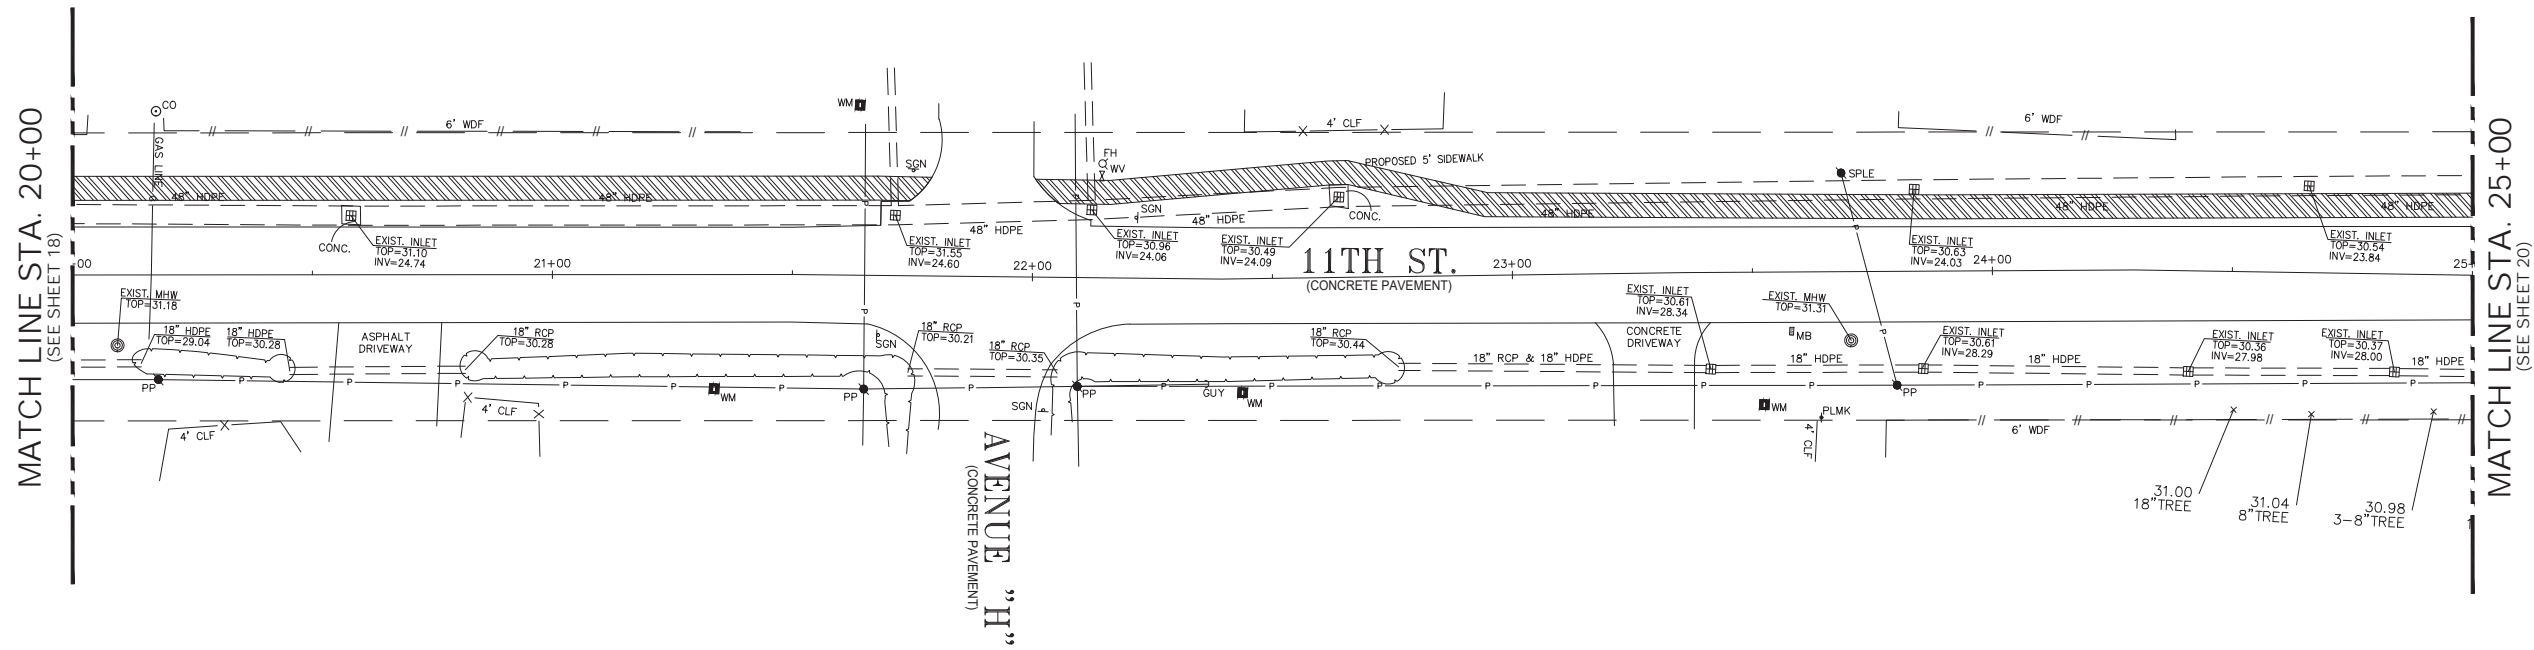 MATCH LINE STA. 20+00
(SEE SHEET 18)
CO
GAS LINE
G
6' WDF
WM
SGN
FH
WV
4' CLF
PROPOSED 5' SIDEWALK
SPLE
6' WDF
48" HDPE
48" HDPE
48" HDPE
SGN
48" HDPE
CONC.
48" HDPE
48" HDPE
48" HDPE
CONC.
EXIST. INLET
TOP=31.10
INV=24.74
EXIST. INLET
TOP=31.55
INV=24.60
EXIST. INLET
TOP=30.96
INV=24.06
EXIST. INLET
TOP=30.49
INV=24.09
11TH ST.
(CONCRETE PAVEMENT)
EXIST. INLET
TOP=30.63
INV=24.03
EXIST. INLET
TOP=30.54
INV=23.84
00
21+00
22+00
23+00
24+00
25
EXIST. MHW
TOP=31.18
18" HDPE
TOP=29.04
18" HDPE
TOP=30.28
ASPHALT
DRIVEWAY
18" RCP
TOP=30.28
SGN
18" RCP
TOP=30.21
18" RCP
TOP=30.35
18" RCP
TOP=30.44
18" RCP & 18" HDPE
EXIST. INLET
TOP=30.61
INV=28.34
CONCRETE
DRIVEWAY
EXIST. MHW
TOP=31.31
MB
18" HDPE
EXIST. INLET
TOP=30.61
INV=28.29
18" HDPE
EXIST. INLET
TOP=30.36
INV=27.98
EXIST. INLET
TOP=30.37
INV=28.00
18" HDPE
PP
P P P P P P P P P P P P P P P P P P P P P
WM
PP
PP
GUY
WM
WM
PP
4' CLF
4' CLF
SGN
PLMK
4' CLF
6' WDF
AVENUE "H"
(CONCRETE PAVEMENT)
31.00
18"TREE
31.04
8"TREE
30.98
3-8"TREE
MATCH LINE STA. 25+00
(SEE SHEET 20)